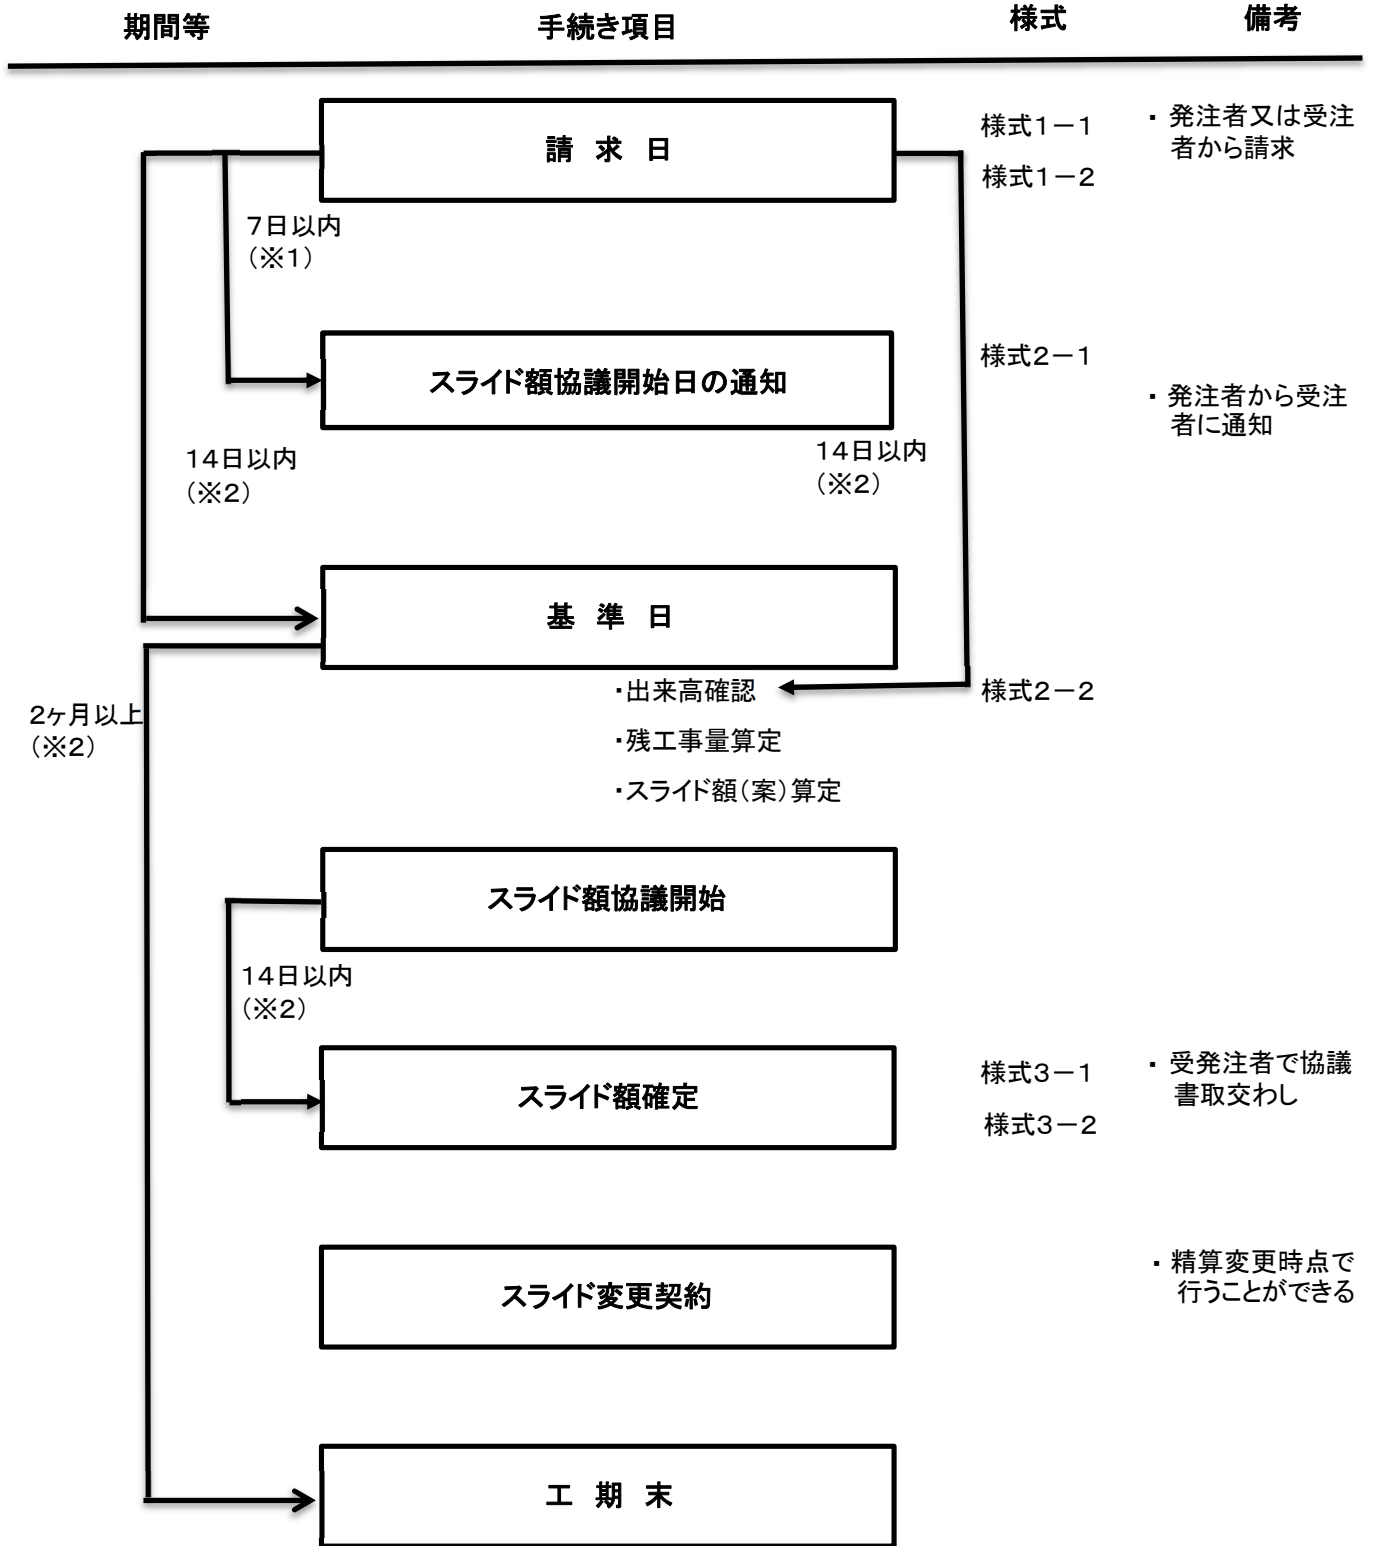 期間等
手続き項目
様式
備考
請 求 日
様式1－1
様式1－2
・ 発注者又は受注
者から請求
7日以内
（※1）
スライド額協議開始日の通知
様式2－1
・ 発注者から受注
者に通知
14日以内
（※2）
14日以内
（※2）
基 準 日
・出来高確認
様式2－2
2ヶ月以上
（※2）
・残工事量算定
・スライド額（案）算定
スライド額協議開始
14日以内
（※2）
スライド額確定
様式3－1
様式3－2
・ 受発注者で協議
書取交わし
スライド変更契約
・ 精算変更時点で
行うことができる
工 期 末